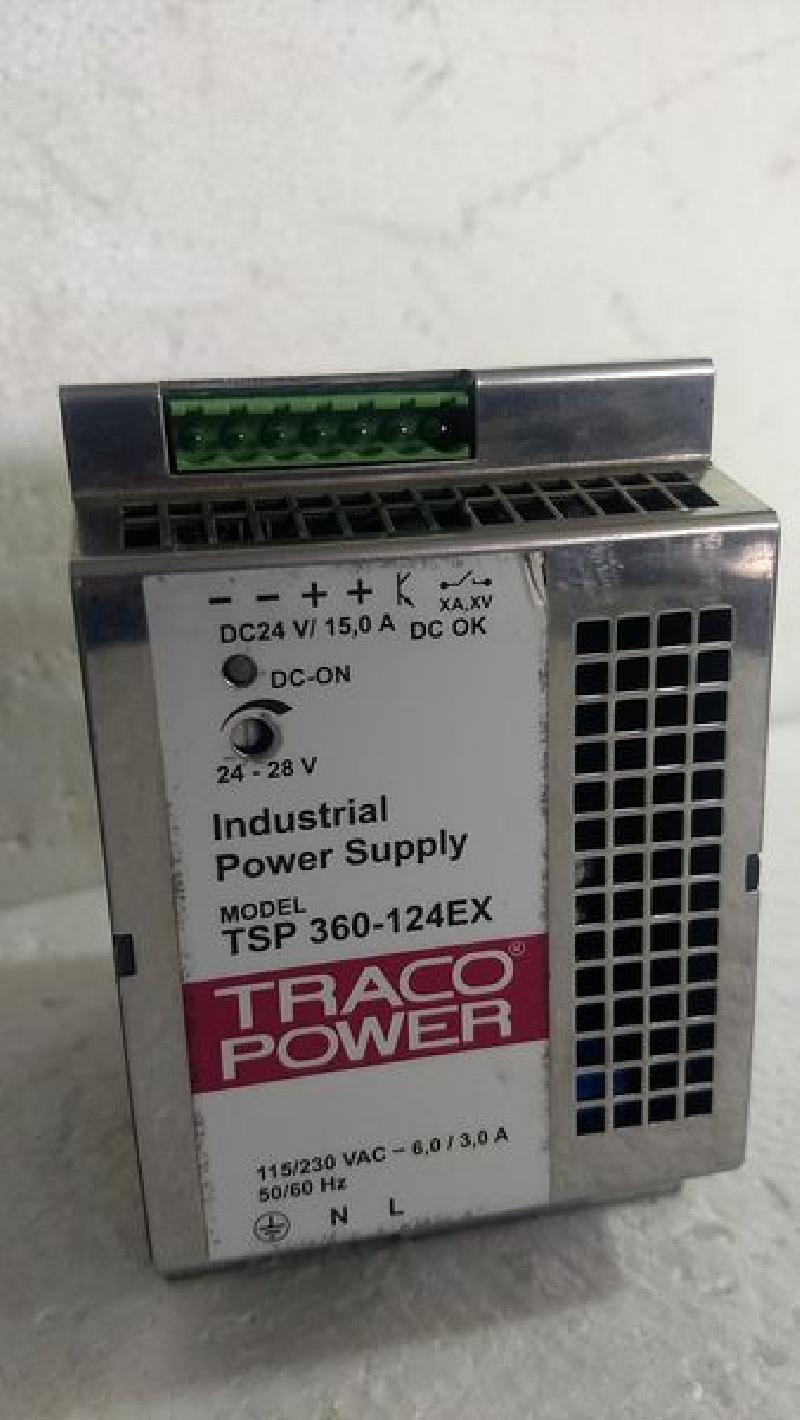 - - + +
XA,XV
DC24 V/ 15,0 A DC OK
DC-ON
24 - 28 V
Industrial
Power Supply
MODEL
TSP 360-124EX
TRACO®
POWER
115/230 VAC ~ 6,0 / 3,0 A
50/60 Hz
N L